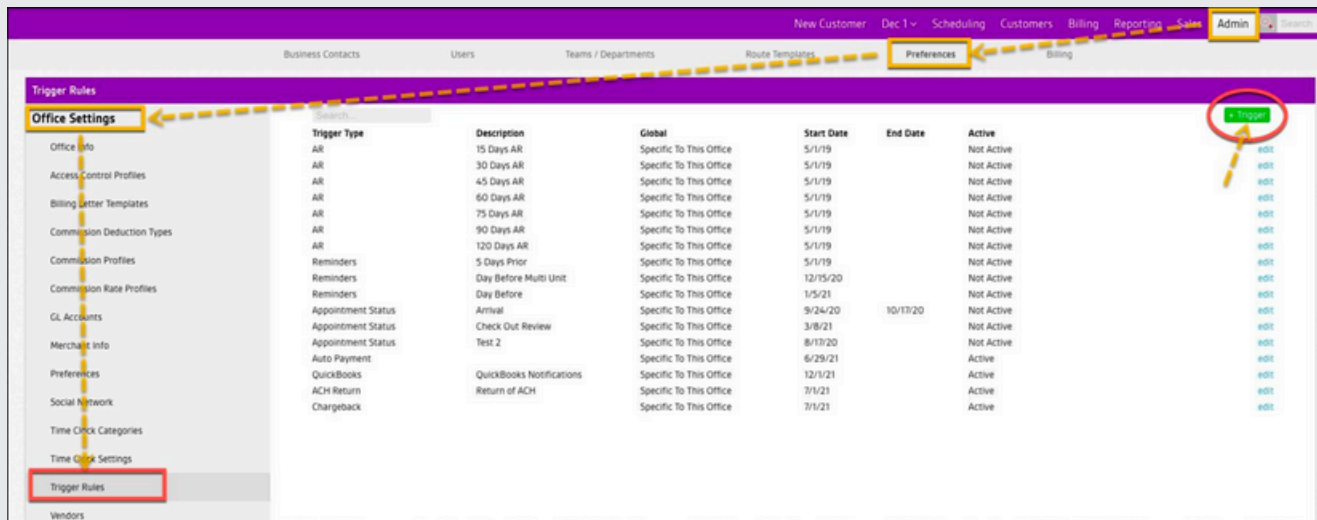 New Customer Dec 1 Scheduling Customers Billing Reporting Sales Admin Search
Business Contacts Users Teams / Departments Route Templates Preferences Billing
Trigger Rules
Office Settings
Search...
+ Trigger
Trigger Type Description Global Start Date End Date Active
AR 15 Days AR Specific To This Office 5/1/19 Not Active edit
AR 30 Days AR Specific To This Office 5/1/19 Not Active edit
AR 45 Days AR Specific To This Office 5/1/19 Not Active edit
AR 60 Days AR Specific To This Office 5/1/19 Not Active edit
AR 75 Days AR Specific To This Office 5/1/19 Not Active edit
AR 90 Days AR Specific To This Office 5/1/19 Not Active edit
AR 120 Days AR Specific To This Office 5/1/19 Not Active edit
Reminders 5 Days Prior Specific To This Office 5/1/19 Not Active edit
Reminders Day Before Multi Unit Specific To This Office 12/15/20 Not Active edit
Reminders Day Before Specific To This Office 1/5/21 Not Active edit
Appointment Status Arrival Specific To This Office 9/24/20 10/17/20 Not Active edit
Appointment Status Check Out Review Specific To This Office 3/8/21 Not Active edit
Appointment Status Test 2 Specific To This Office 8/17/20 Not Active edit
Auto Payment Specific To This Office 6/29/21 Active edit
QuickBooks QuickBooks Notifications Specific To This Office 12/1/21 Active edit
ACH Return Return of ACH Specific To This Office 7/1/21 Active edit
Chargeback Specific To This Office 7/1/21 Active edit
Office Info
Access Control Profiles
Billing Letter Templates
Commission Deduction Types
Commission Profiles
Commission Rate Profiles
GL Accounts
Merchant Info
Preferences
Social Network
Time Clock Categories
Time Clock Settings
Trigger Rules
Vendors